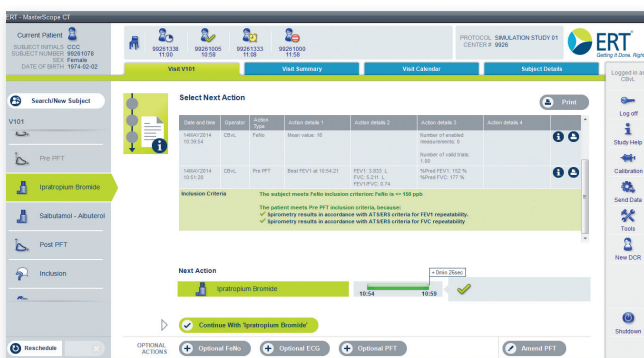 ERT - MasterScope CT
Current Patient
SUBJECT INITIALS CCC
SUBJECT NUMBER 99261078
SEX Female
DATE OF BIRTH 1974-02-02
99261338
11:00
99261005
10:58
99261333
11:08
99261000
11:58
PROTOCOL SIMULATION STUDY 01
CENTER # 9926
ERT
Getting It Done. Right.
Visit V101
Visit Summary
Visit Calendar
Subject Details
Logged in as
CBvL
Search/New Subject
V101
Pre PFT
Ipratropium Bromide
Salbutamol - Albuterol
Post PFT
Inclusion
Reschedule
Select Next Action
Print
Date and time
Operator
Action Type
Action details 1
Action details 2
Action details 3
Action details 4
14MAY/2014 10:39:54
CBvL
FeNo
Mean value: 16
Number of enabled measurements: 0
Number of valid trials: 1.00
14MAY/2014 10:51:20
CBvL
Pre PFT
Best FEV1 at 10:54:21
FEV1: 3.833 L
FVC: 5.211 L
FEV1/FVC: 0.74
%Pred FEV1: 152 %
%Pred FVC: 177 %
Inclusion Criteria
The subject meets FeNo inclusion criterion: FeNo is <= 150 ppb
The patient meets Pre PFT inclusion criteria, because:
Spirometry results in accordance with ATS/ERS criteria for FEV1 repeatability.
Spirometry results in accordance with ATS/ERS criteria for FVC repeatability
Next Action
+ 0min 26sec
Ipratropium Bromide
10:54
10:59
Continue With 'Ipratropium Bromide'
OPTIONAL ACTIONS
Optional FeNo
Optional ECG
Optional PFT
Amend PFT
Log off
Study Help
Calibration
Send Data
Tools
New DCR
Shutdown